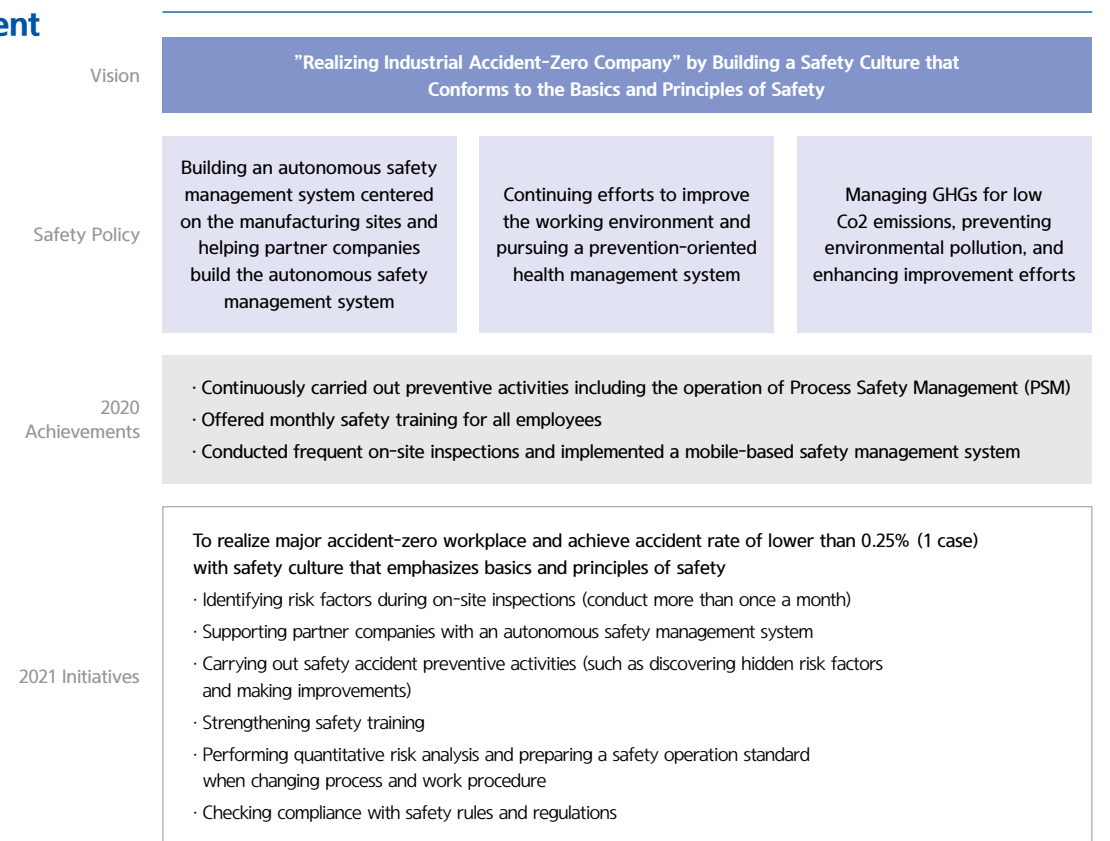 ent
Vision
”Realizing Industrial Accident-Zero Company” by Building a Safety Culture that
Conforms to the Basics and Principles of Safety
Safety Policy
Building an autonomous safety
management system centered
on the manufacturing sites and
helping partner companies
build the autonomous safety
management system
Continuing efforts to improve
the working environment and
pursuing a prevention-oriented
health management system
Managing GHGs for low
Co2 emissions, preventing
environmental pollution, and
enhancing improvement efforts
2020
Achievements
· Continuously carried out preventive activities including the operation of Process Safety Management (PSM)
· Offered monthly safety training for all employees
· Conducted frequent on-site inspections and implemented a mobile-based safety management system
2021 Initiatives
To realize major accident-zero workplace and achieve accident rate of lower than 0.25% (1 case)
with safety culture that emphasizes basics and principles of safety
· Identifying risk factors during on-site inspections (conduct more than once a month)
· Supporting partner companies with an autonomous safety management system
· Carrying out safety accident preventive activities (such as discovering hidden risk factors
and making improvements)
· Strengthening safety training
· Performing quantitative risk analysis and preparing a safety operation standard
when changing process and work procedure
· Checking compliance with safety rules and regulations